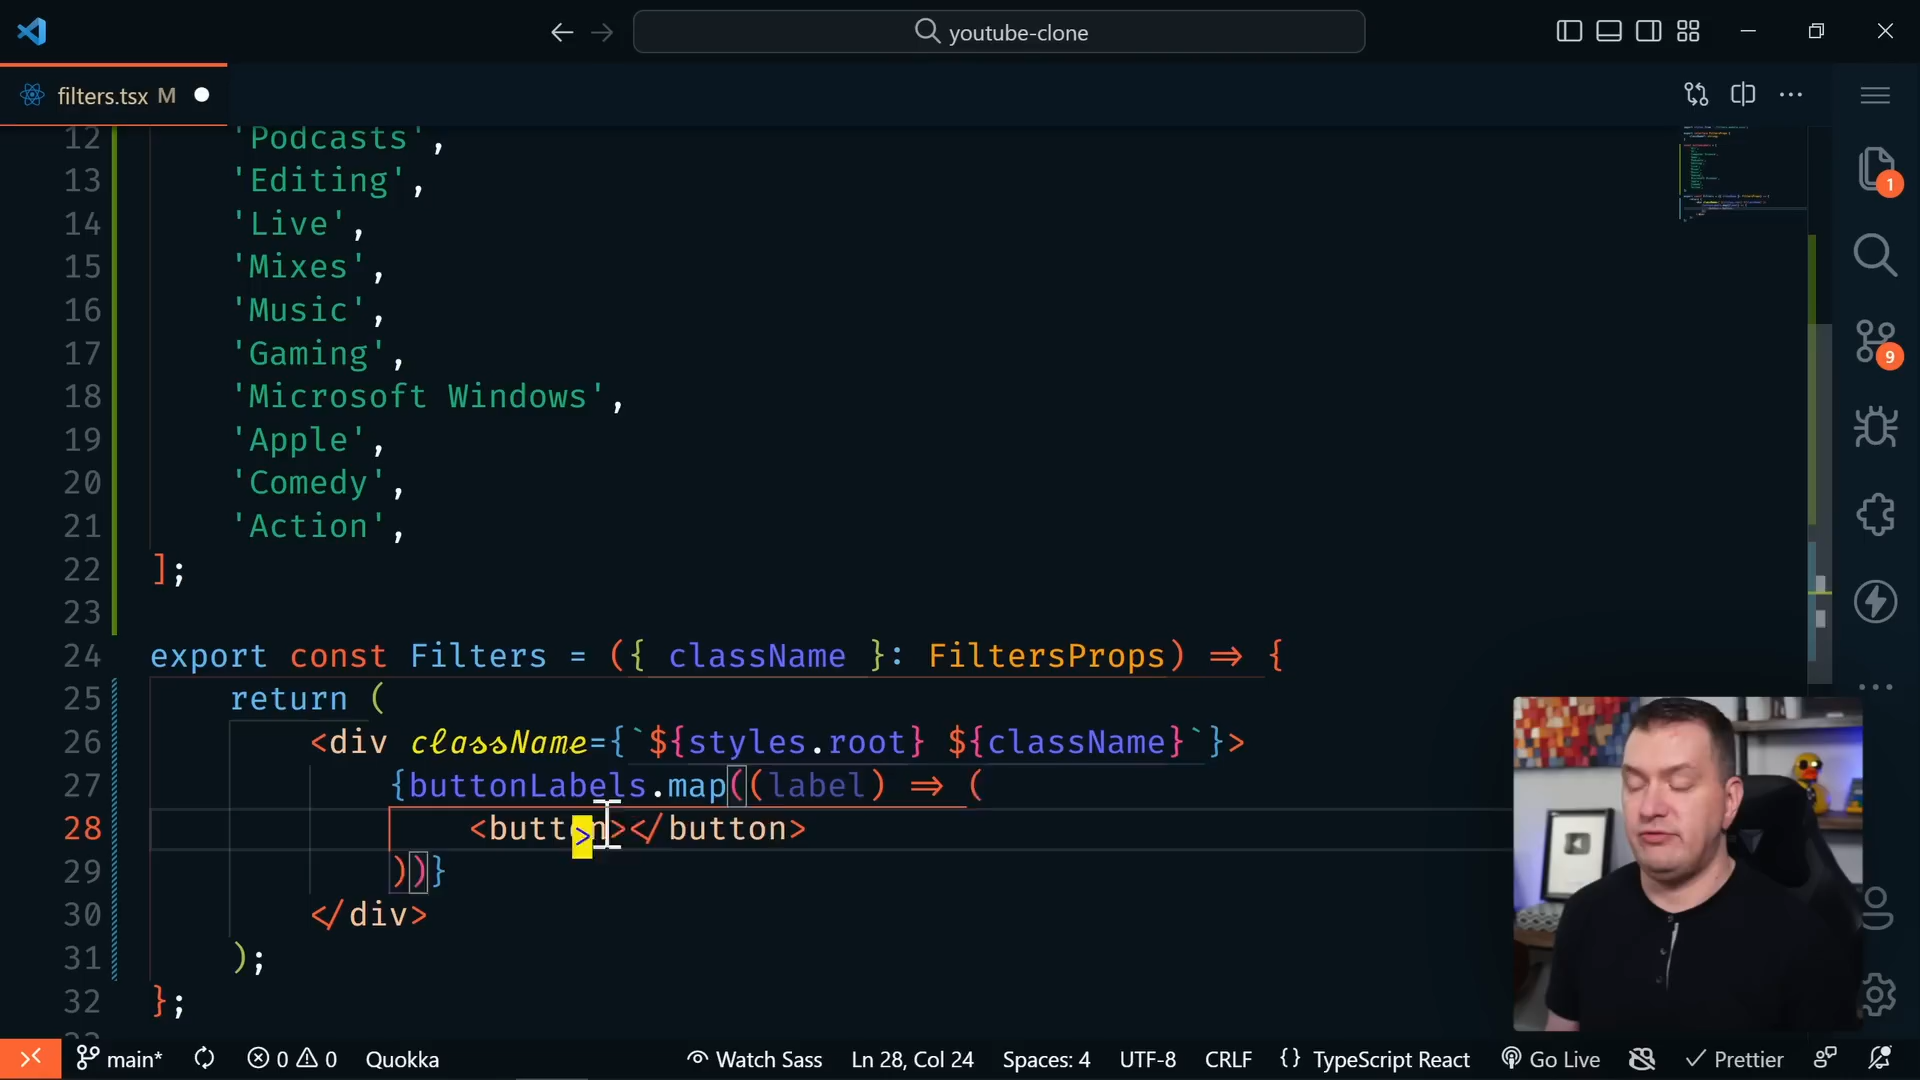 youtube-clone
filters.tsx M
12 'Podcasts',
13 'Editing',
14 'Live',
15 'Mixes',
16 'Music',
17 'Gaming',
18 'Microsoft Windows',
19 'Apple',
20 'Comedy',
21 'Action',
22 ];
23
24 export const Filters = ({ className }: FiltersProps) => {
25 return (
26 <div className={`${styles.root} ${className}`}>
27 {buttonLabels.map((label) => (
28 <button></button>
29 ))}
30 </div>
31 );
32 };
>
1
9
main* 0 0 Quokka Watch Sass Ln 28, Col 24 Spaces: 4 UTF-8 CRLF {} TypeScript React Go Live Prettier